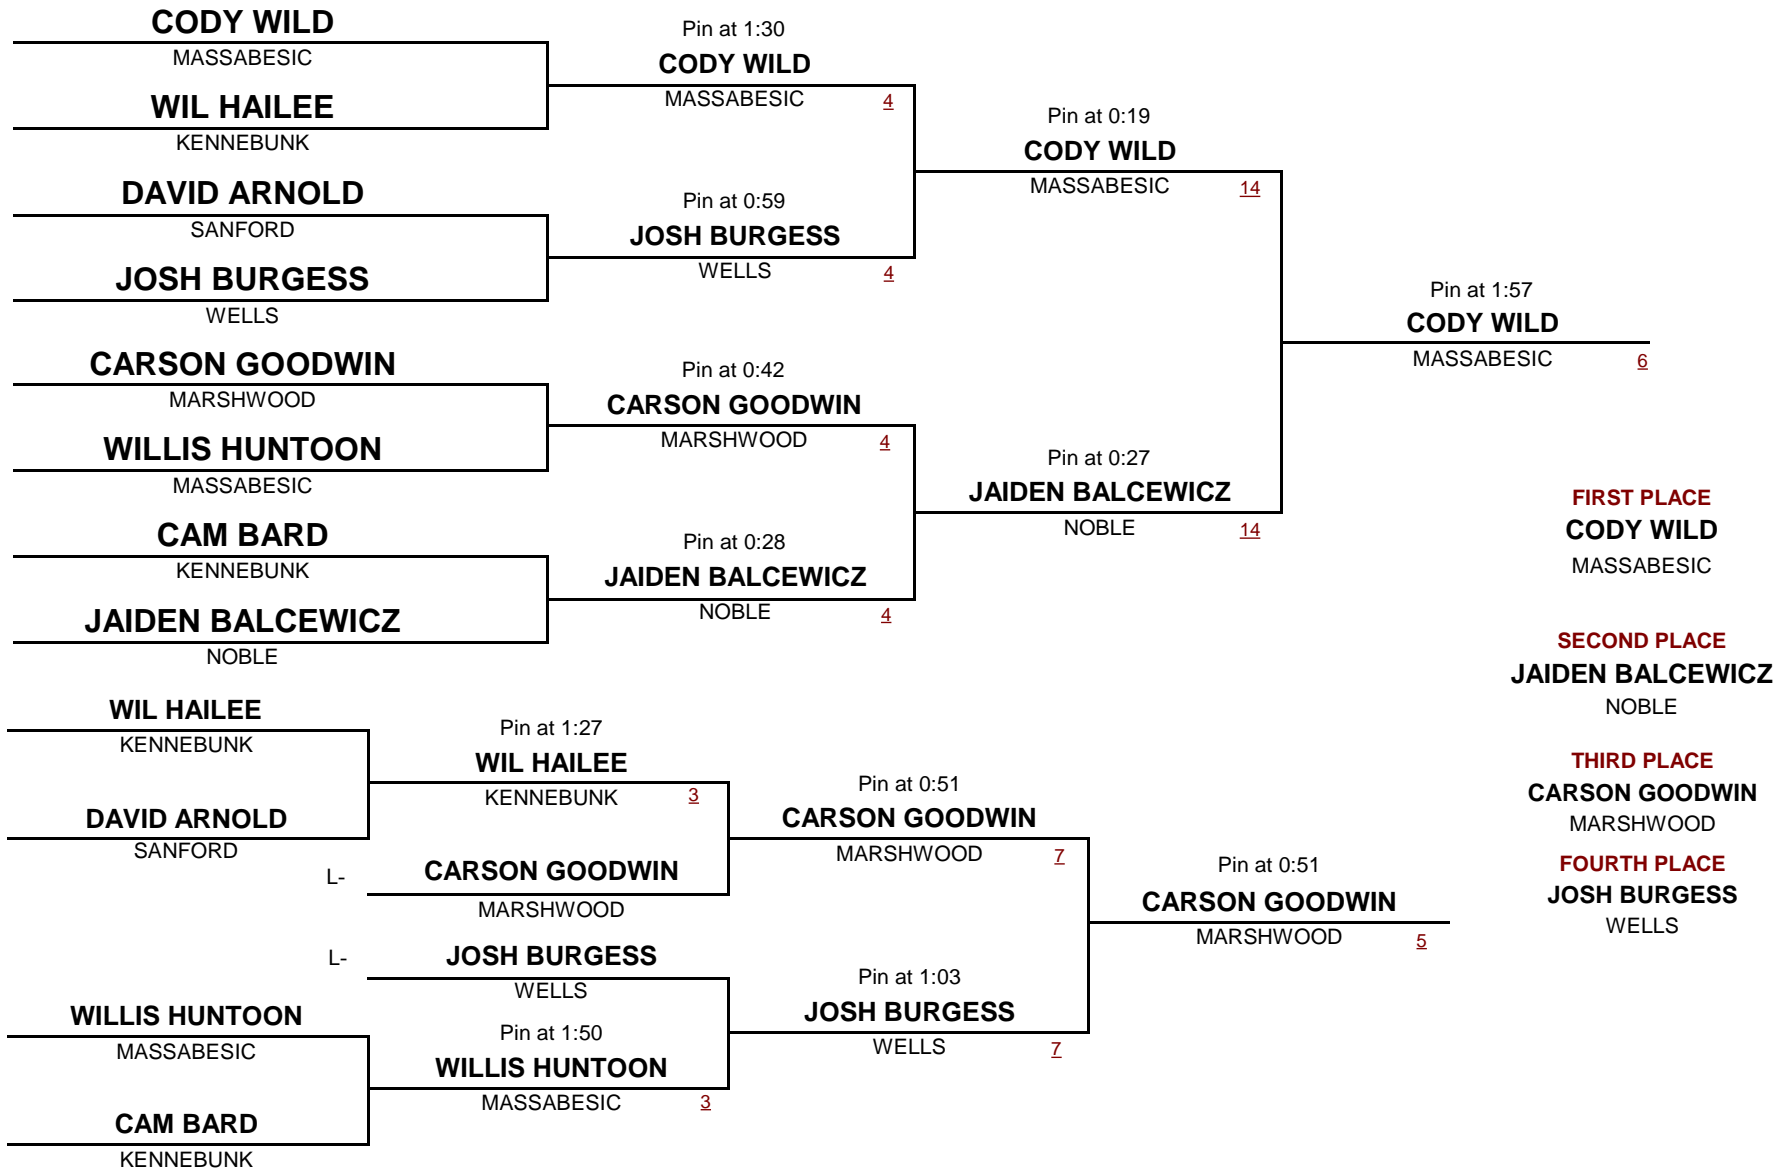 CODY WILD
MASSABESIC
WIL HAILEE
KENNEBUNK
DAVID ARNOLD
SANFORD
JOSH BURGESS
WELLS
CARSON GOODWIN
MARSHWOOD
WILLIS HUNTOON
MASSABESIC
CAM BARD
KENNEBUNK
JAIDEN BALCEWICZ
NOBLE
Pin at 1:30
CODY WILD
MASSABESIC 4
Pin at 0:59
JOSH BURGESS
WELLS 4
Pin at 0:42
CARSON GOODWIN
MARSHWOOD 4
Pin at 0:28
JAIDEN BALCEWICZ
NOBLE 4
Pin at 0:19
CODY WILD
MASSABESIC 14
Pin at 0:27
JAIDEN BALCEWICZ
NOBLE 14
Pin at 1:57
CODY WILD
MASSABESIC 6
FIRST PLACE
CODY WILD
MASSABESIC
SECOND PLACE
JAIDEN BALCEWICZ
NOBLE
THIRD PLACE
CARSON GOODWIN
MARSHWOOD
FOURTH PLACE
JOSH BURGESS
WELLS
WIL HAILEE
KENNEBUNK
DAVID ARNOLD
SANFORD
WILLIS HUNTOON
MASSABESIC
CAM BARD
KENNEBUNK
Pin at 1:27
WIL HAILEE
KENNEBUNK 3
L- CARSON GOODWIN
MARSHWOOD
L- JOSH BURGESS
WELLS
Pin at 1:50
WILLIS HUNTOON
MASSABESIC 3
Pin at 0:51
CARSON GOODWIN
MARSHWOOD 7
Pin at 1:03
JOSH BURGESS
WELLS 7
Pin at 0:51
CARSON GOODWIN
MARSHWOOD 5